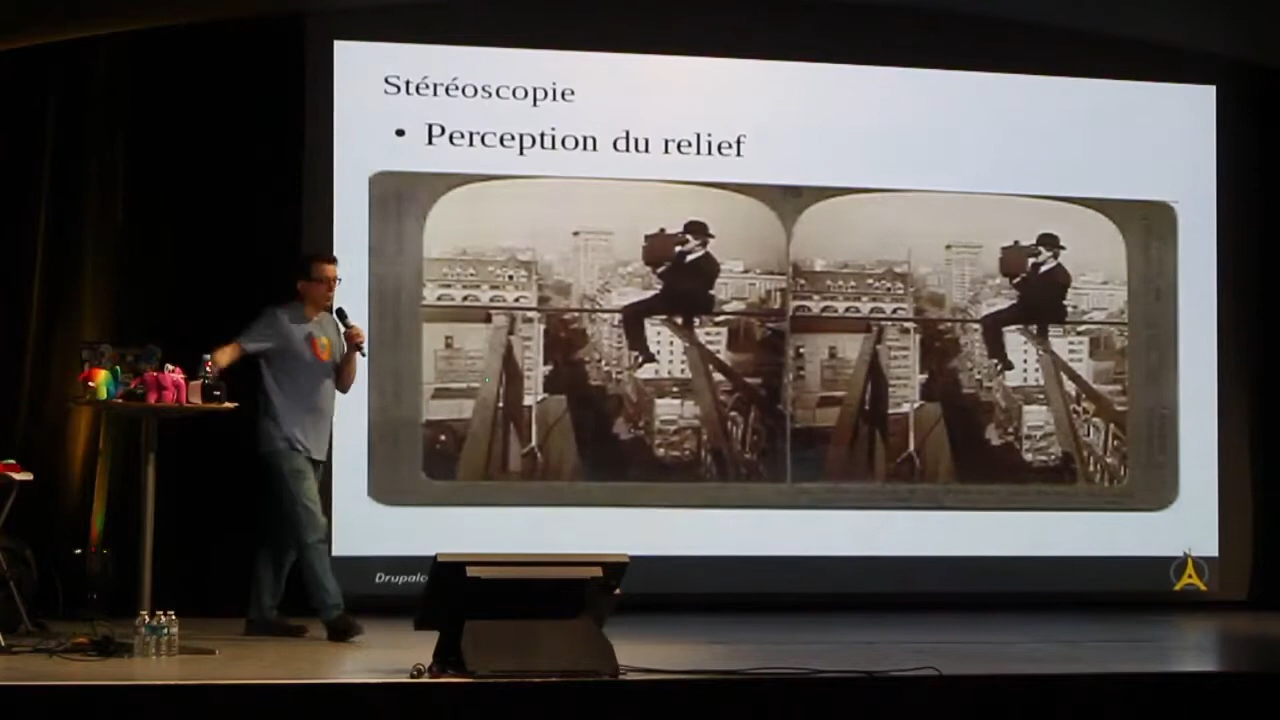 Stéréoscopie
• Perception du relief